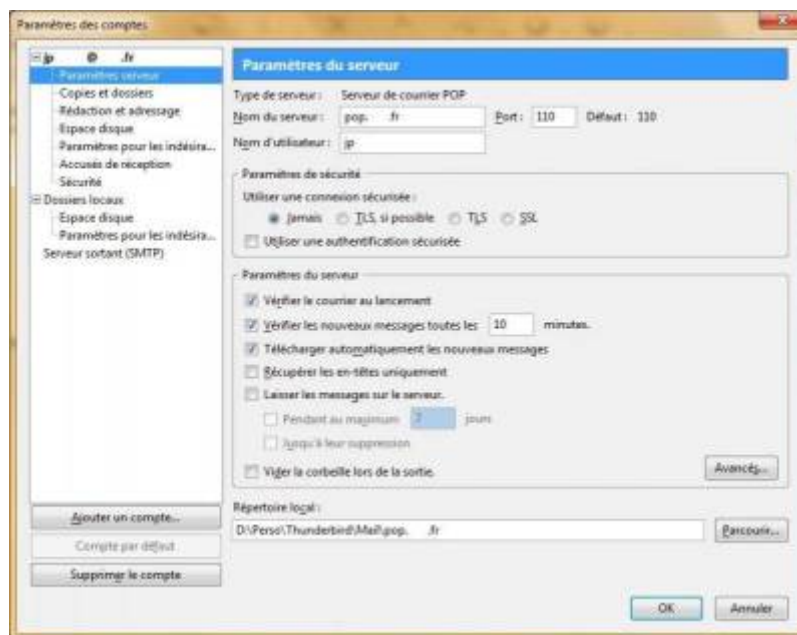 Paramètres des comptes
jp @ .fr
Paramètres serveur
Copies et dossiers
Rédaction et adressage
Espace disque
Paramètres pour les indésira...
Accusés de réception
Sécurité
Dossiers locaux
Espace disque
Paramètres pour les indésira...
Serveur sortant (SMTP)
Ajouter un compte...
Compte par défaut
Supprimer le compte
Paramètres du serveur
Type de serveur : Serveur de courrier POP
Nom du serveur : pop. .fr Port : 110 Défaut : 110
Nom d'utilisateur : jp
Paramètres de sécurité
Utiliser une connexion sécurisée :
Jamais TLS, si possible TLS SSL
Utiliser une authentification sécurisée
Paramètres du serveur
Vérifier le courrier au lancement
Vérifier les nouveaux messages toutes les 10 minutes.
Télécharger automatiquement les nouveaux messages
Récupérer les en-têtes uniquement
Laisser les messages sur le serveur.
Pendant au maximum 7 jours
Jusqu'à leur suppression
Vider la corbeille lors de la sortie.
Avancés...
Répertoire local :
D:\Perso\Thunderbird\Mail\pop. .fr Parcourir...
OK Annuler